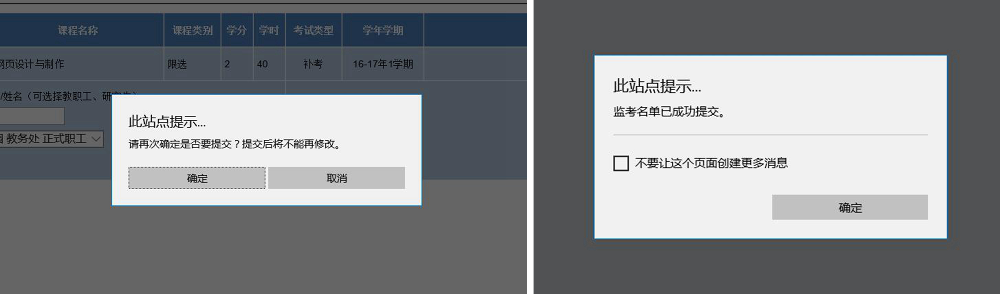 课程名称 课程类别 学分 学时 考试类型 学年学期
网页设计与制作 限选 2 40 补考 16-17年1学期
/姓名（可选择教职工、研究生）
教务处 正式职工
此站点提示...
请再次确定是否要提交？提交后将不能再修改。
确定 取消
此站点提示...
监考名单已成功提交。
不要让这个页面创建更多消息
确定